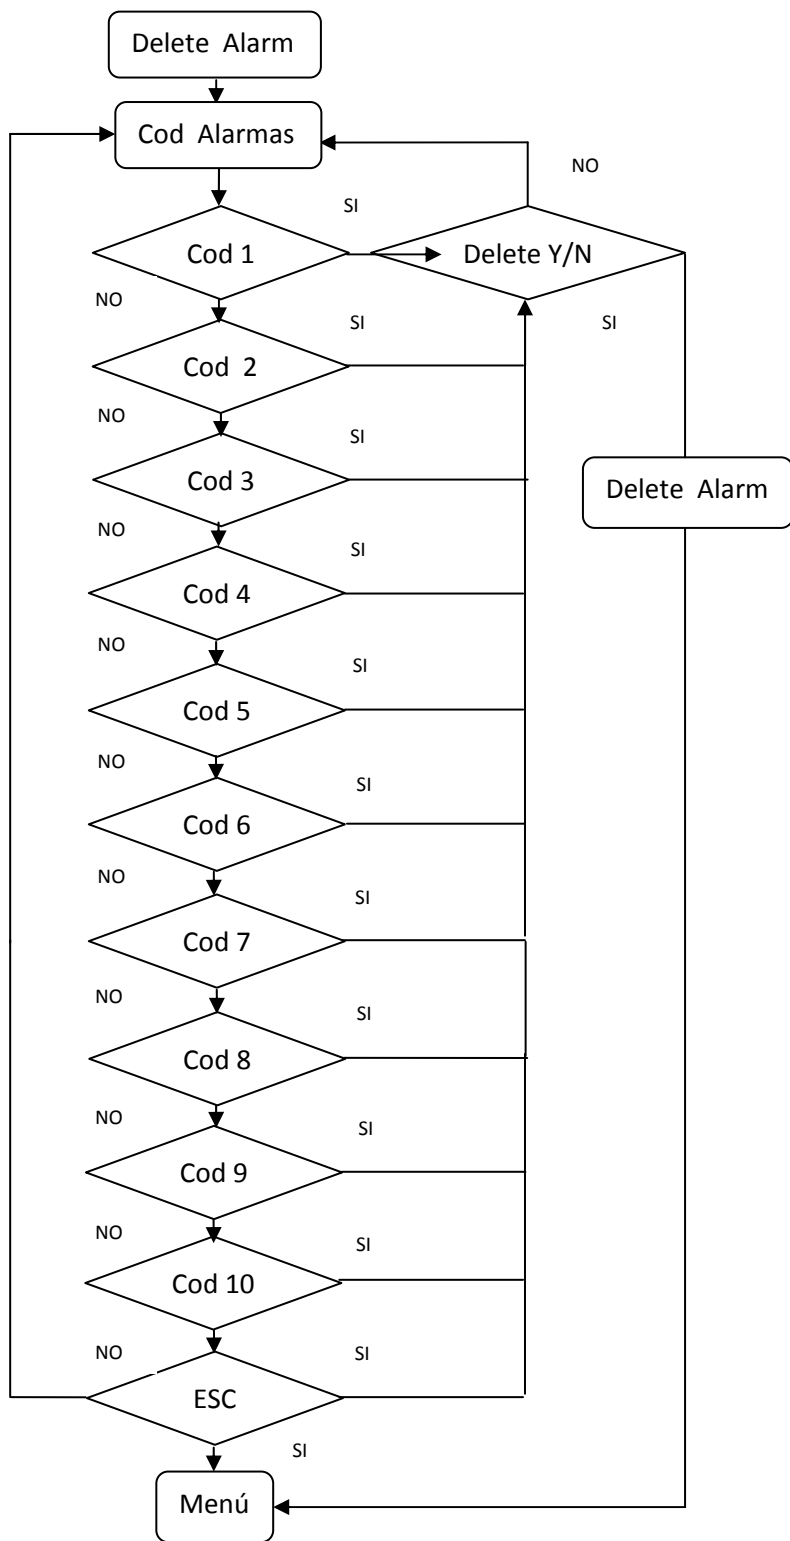 Delete Alarm
Cod Alarmas
NO
SI
Cod 1
Delete Y/N
NO
SI
SI
Cod 2
NO
SI
Cod 3
Delete Alarm
NO
SI
Cod 4
NO
SI
Cod 5
NO
SI
Cod 6
NO
SI
Cod 7
NO
SI
Cod 8
NO
SI
Cod 9
NO
SI
Cod 10
NO
SI
ESC
SI
Menú